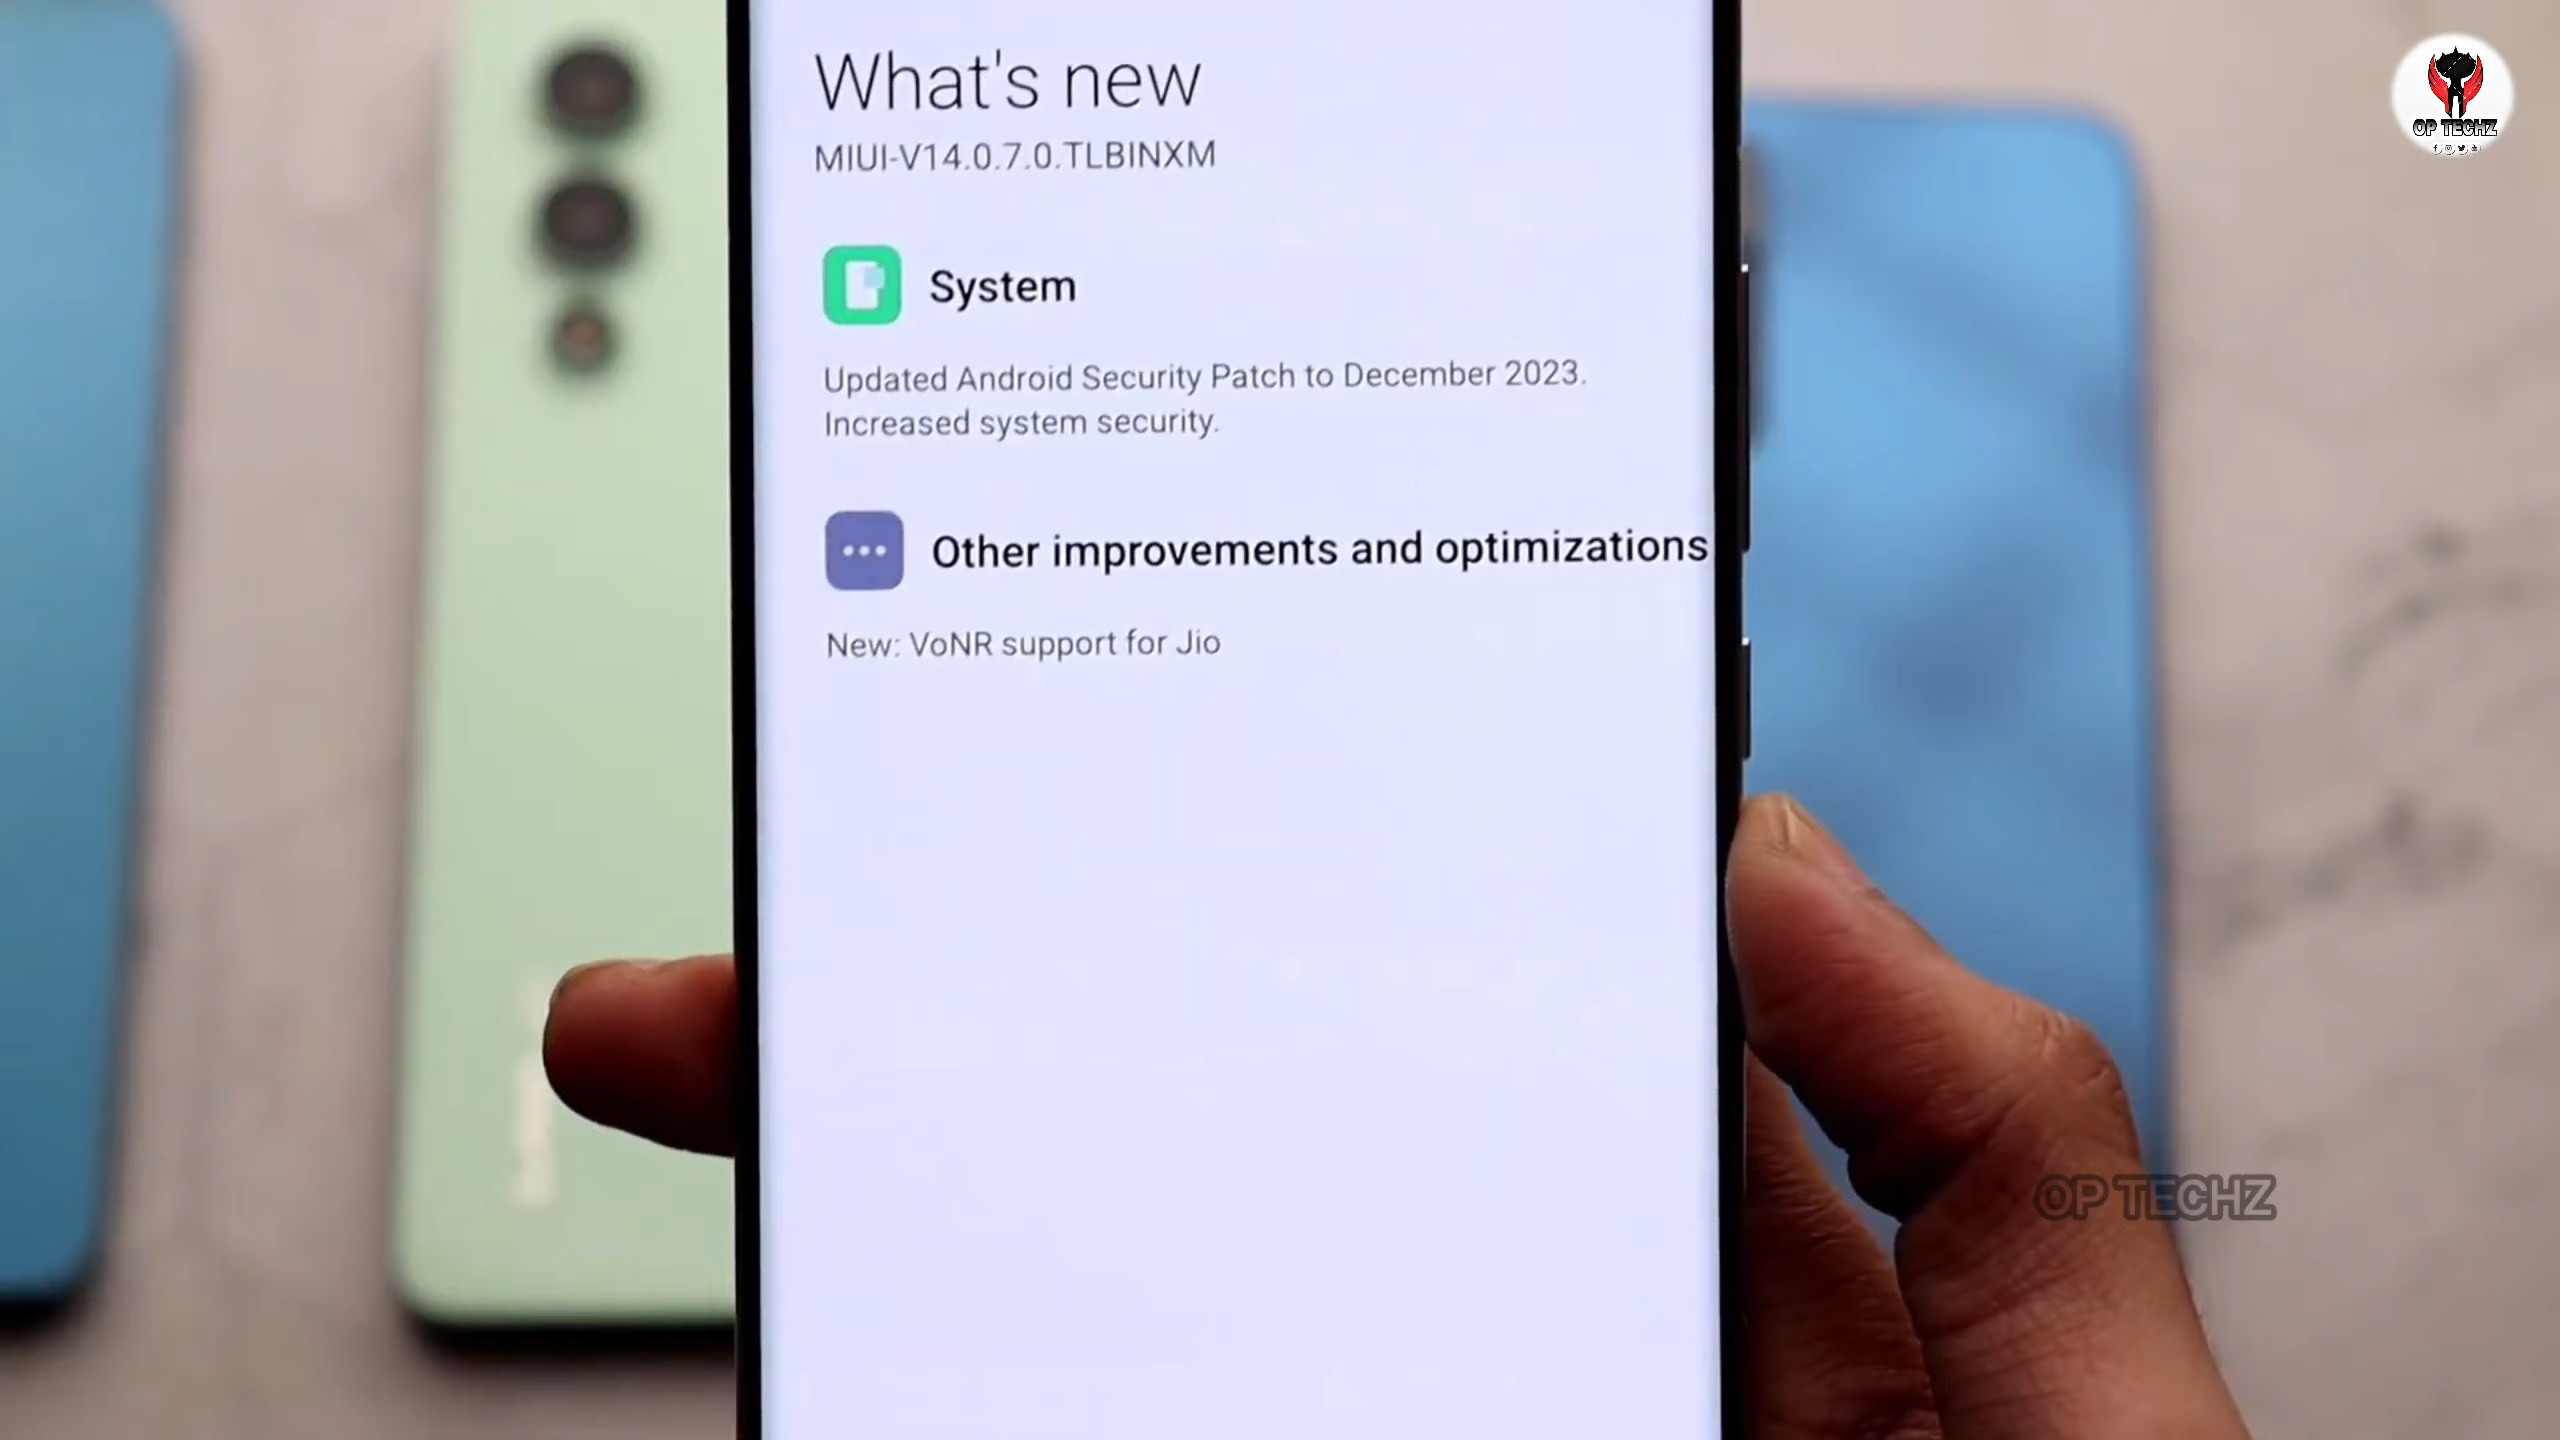 What's new
MIUI-V14.0.7.0.TLBINXM
System
Updated Android Security Patch to December 2023.
Increased system security.
Other improvements and optimizations
New: VoNR support for Jio
OP TECHZ
OP TECHZ